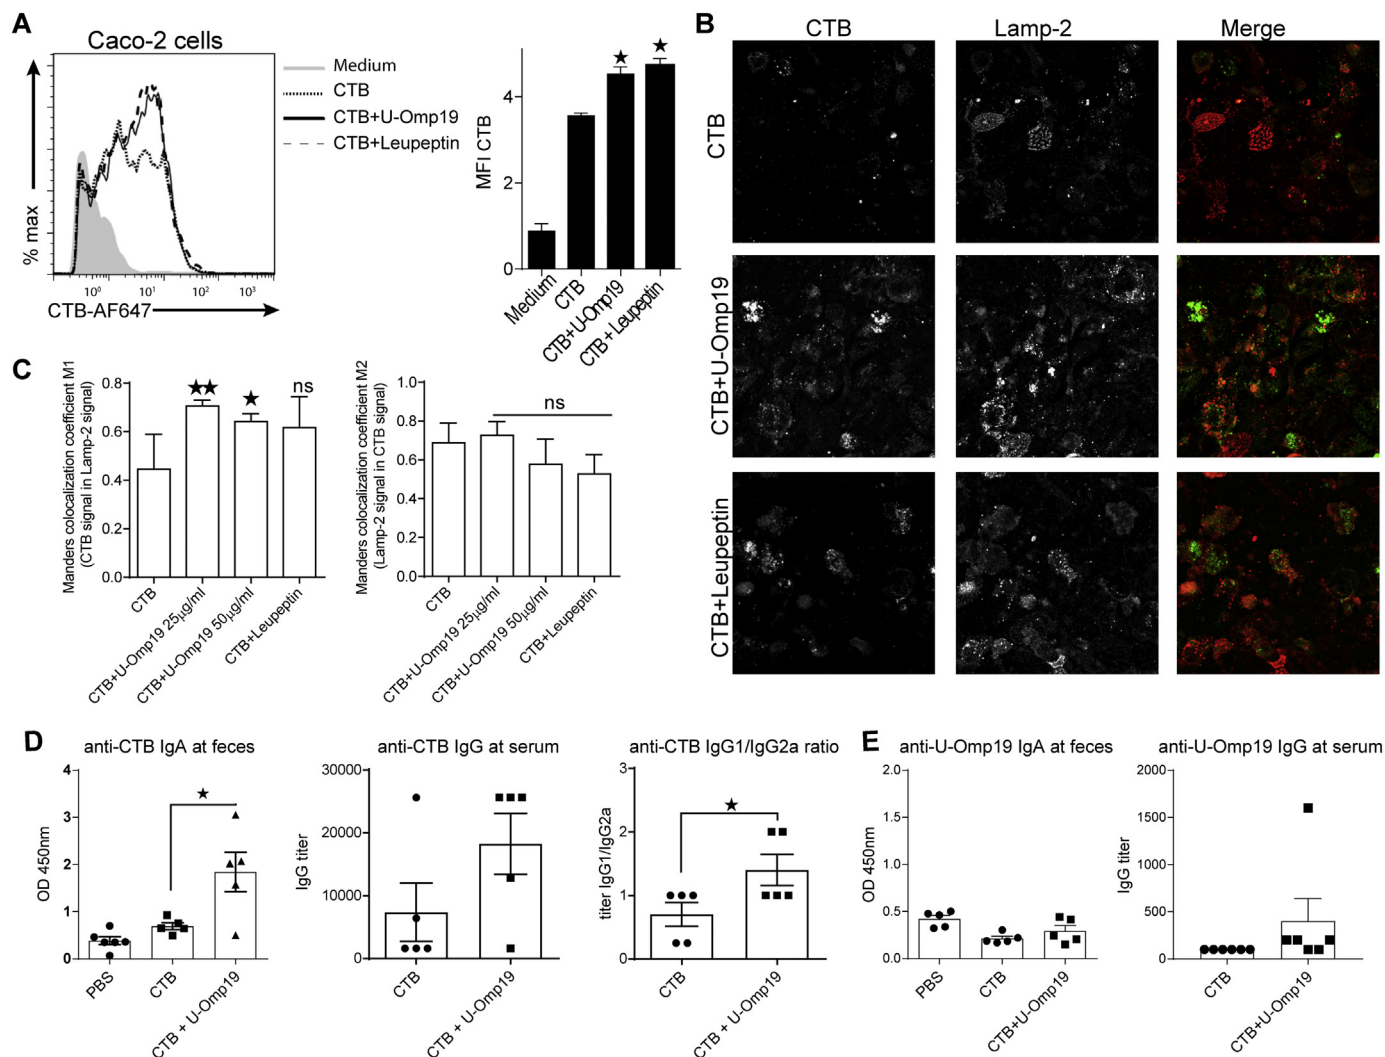 A
Caco-2 cells
% max
10⁰
10¹
10²
10³
CTB-AF647
Medium
CTB
CTB+U-Omp19
CTB+Leupeptin
MFI CTB
4
2
0
Medium
CTB
CTB+U-Omp19
CTB+ Leupeptin
B
CTB
Lamp-2
Merge
CTB
CTB+U-Omp19
CTB+Leupeptin
C
Manders colocalization coefficient M1
(CTB signal in Lamp-2 signal)
0.8
0.6
0.4
0.2
0.0
★★
★
ns
CTB
CTB+U-Omp19 25µg/ml
CTB+U-Omp19 50µg/ml
CTB+Leupeptin
Manders colocalization coefficient M2
(Lamp-2 signal in CTB signal)
1.0
0.8
0.6
0.4
0.2
0.0
ns
CTB
CTB+U-Omp19 25µg/ml
CTB+U-Omp19 50µg/ml
CTB+Leupeptin
D
anti-CTB IgA at feces
OD 450nm
4
3
2
1
0
PBS
CTB
CTB + U-Omp19
anti-CTB IgG at serum
IgG titer
30000
20000
10000
0
CTB
CTB + U-Omp19
anti-CTB IgG1/IgG2a ratio
titer IgG1/IgG2a
3
2
1
0
CTB
CTB + U-Omp19
E
anti-U-Omp19 IgA at feces
OD 450nm
2.0
1.5
1.0
0.5
0.0
PBS
CTB
CTB+U-Omp19
anti-U-Omp19 IgG at serum
IgG titer
2000
1500
1000
500
0
CTB
CTB+U-Omp19